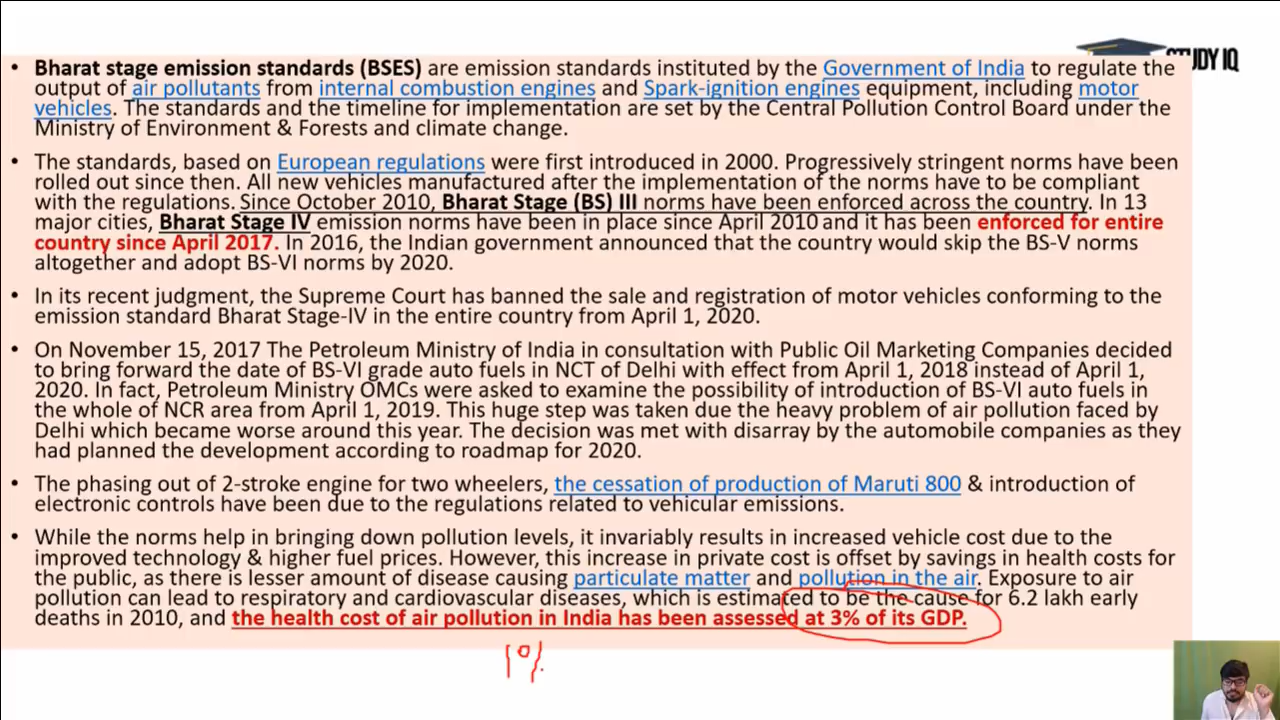 STUDY IQ
• Bharat stage emission standards (BSES) are emission standards instituted by the Government of India to regulate the
output of air pollutants from internal combustion engines and Spark-ignition engines equipment, including motor
vehicles. The standards and the timeline for implementation are set by the Central Pollution Control Board under the
Ministry of Environment & Forests and climate change.
• The standards, based on European regulations were first introduced in 2000. Progressively stringent norms have been
rolled out since then. All new vehicles manufactured after the implementation of the norms have to be compliant
with the regulations. Since October 2010, Bharat Stage (BS) III norms have been enforced across the country. In 13
major cities, Bharat Stage IV emission norms have been in place since April 2010 and it has been enforced for entire
country since April 2017. In 2016, the Indian government announced that the country would skip the BS-V norms
altogether and adopt BS-VI norms by 2020.
• In its recent judgment, the Supreme Court has banned the sale and registration of motor vehicles conforming to the
emission standard Bharat Stage-IV in the entire country from April 1, 2020.
• On November 15, 2017 The Petroleum Ministry of India in consultation with Public Oil Marketing Companies decided
to bring forward the date of BS-VI grade auto fuels in NCT of Delhi with effect from April 1, 2018 instead of April 1,
2020. In fact, Petroleum Ministry OMCs were asked to examine the possibility of introduction of BS-VI auto fuels in
the whole of NCR area from April 1, 2019. This huge step was taken due the heavy problem of air pollution faced by
Delhi which became worse around this year. The decision was met with disarray by the automobile companies as they
had planned the development according to roadmap for 2020.
• The phasing out of 2-stroke engine for two wheelers, the cessation of production of Maruti 800 & introduction of
electronic controls have been due to the regulations related to vehicular emissions.
• While the norms help in bringing down pollution levels, it invariably results in increased vehicle cost due to the
improved technology & higher fuel prices. However, this increase in private cost is offset by savings in health costs for
the public, as there is lesser amount of disease causing particulate matter and pollution in the air. Exposure to air
pollution can lead to respiratory and cardiovascular diseases, which is estimated to be the cause for 6.2 lakh early
deaths in 2010, and the health cost of air pollution in India has been assessed at 3% of its GDP.
1%